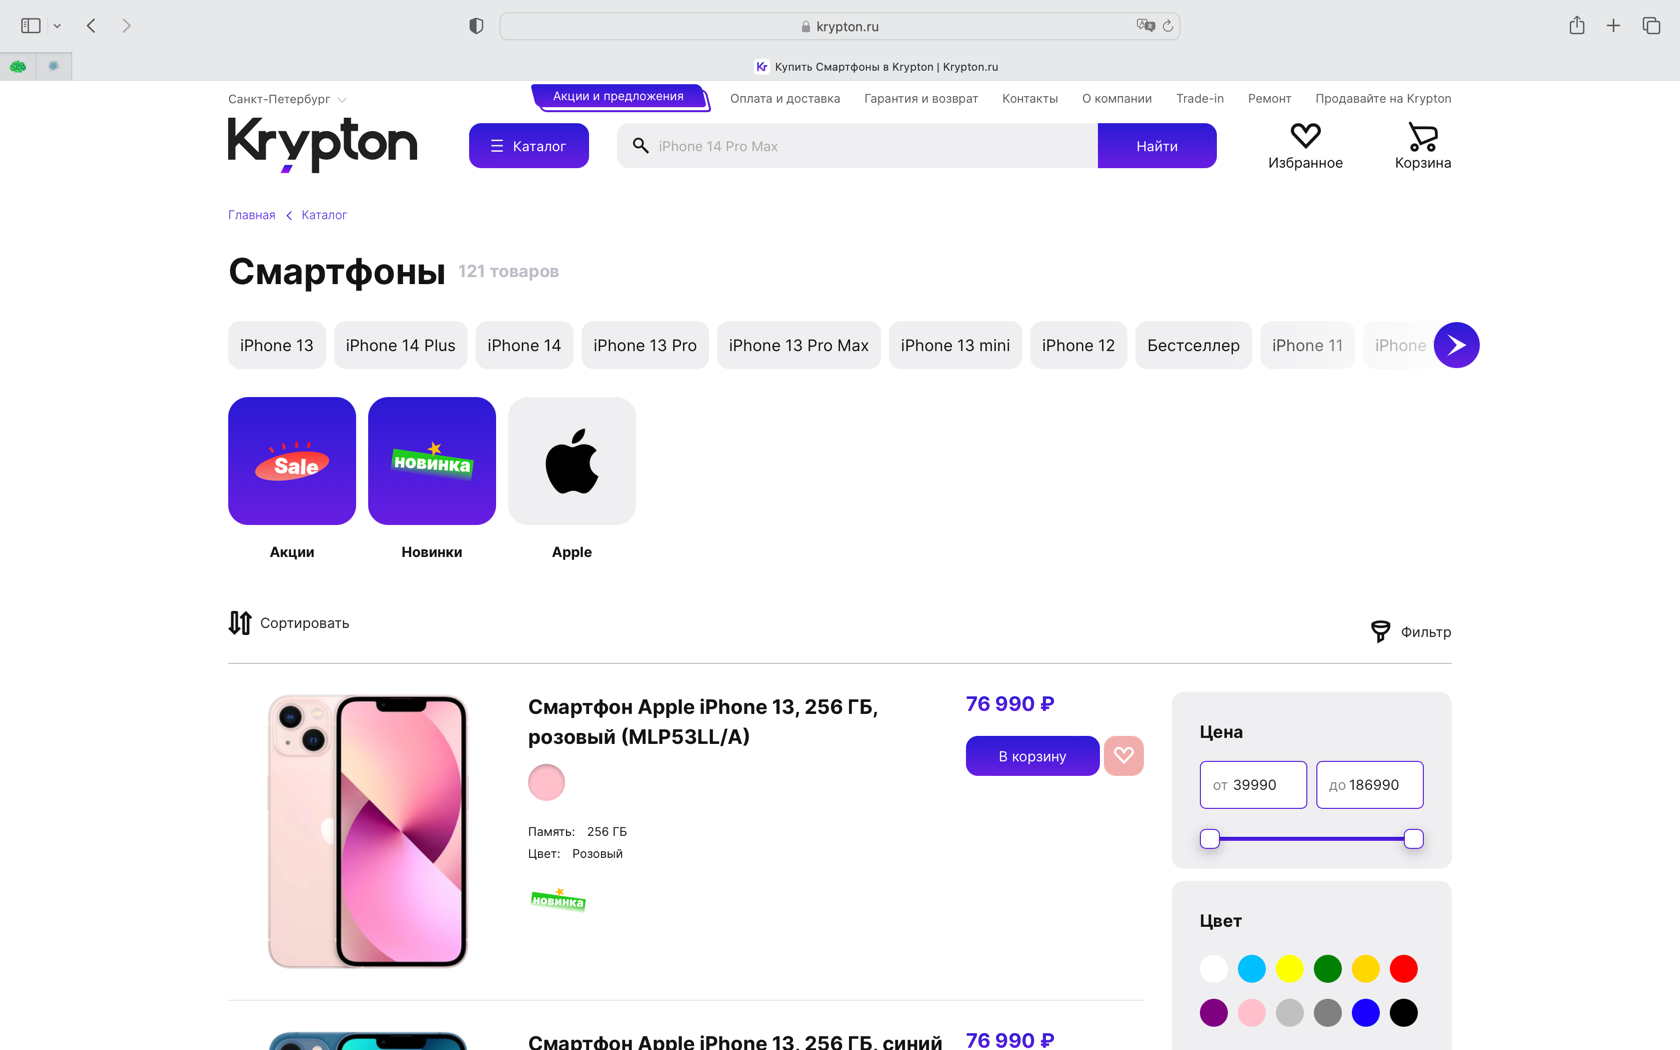 krypton.ru
Kr Купить Смартфоны в Krypton | Krypton.ru
Санкт-Петербург
Акции и предложения
Оплата и доставка
Гарантия и возврат
Контакты
О компании
Trade-in
Ремонт
Продавайте на Krypton
Krypton
Каталог
iPhone 14 Pro Max
Найти
Избранное
Корзина
Главная
Каталог
Смартфоны
121 товаров
iPhone 13
iPhone 14 Plus
iPhone 14
iPhone 13 Pro
iPhone 13 Pro Max
iPhone 13 mini
iPhone 12
Бестселлер
iPhone 11
iPhone
Sale
новинка
Акции
Новинки
Apple
Сортировать
Фильтр
Смартфон Apple iPhone 13, 256 ГБ,
розовый (MLP53LL/A)
Память: 256 ГБ
Цвет: Розовый
новинка
76 990 ₽
В корзину
Цена
от 39990
до 186990
Цвет
Смартфон Apple iPhone 13, 256 ГБ, синий
76 990 ₽